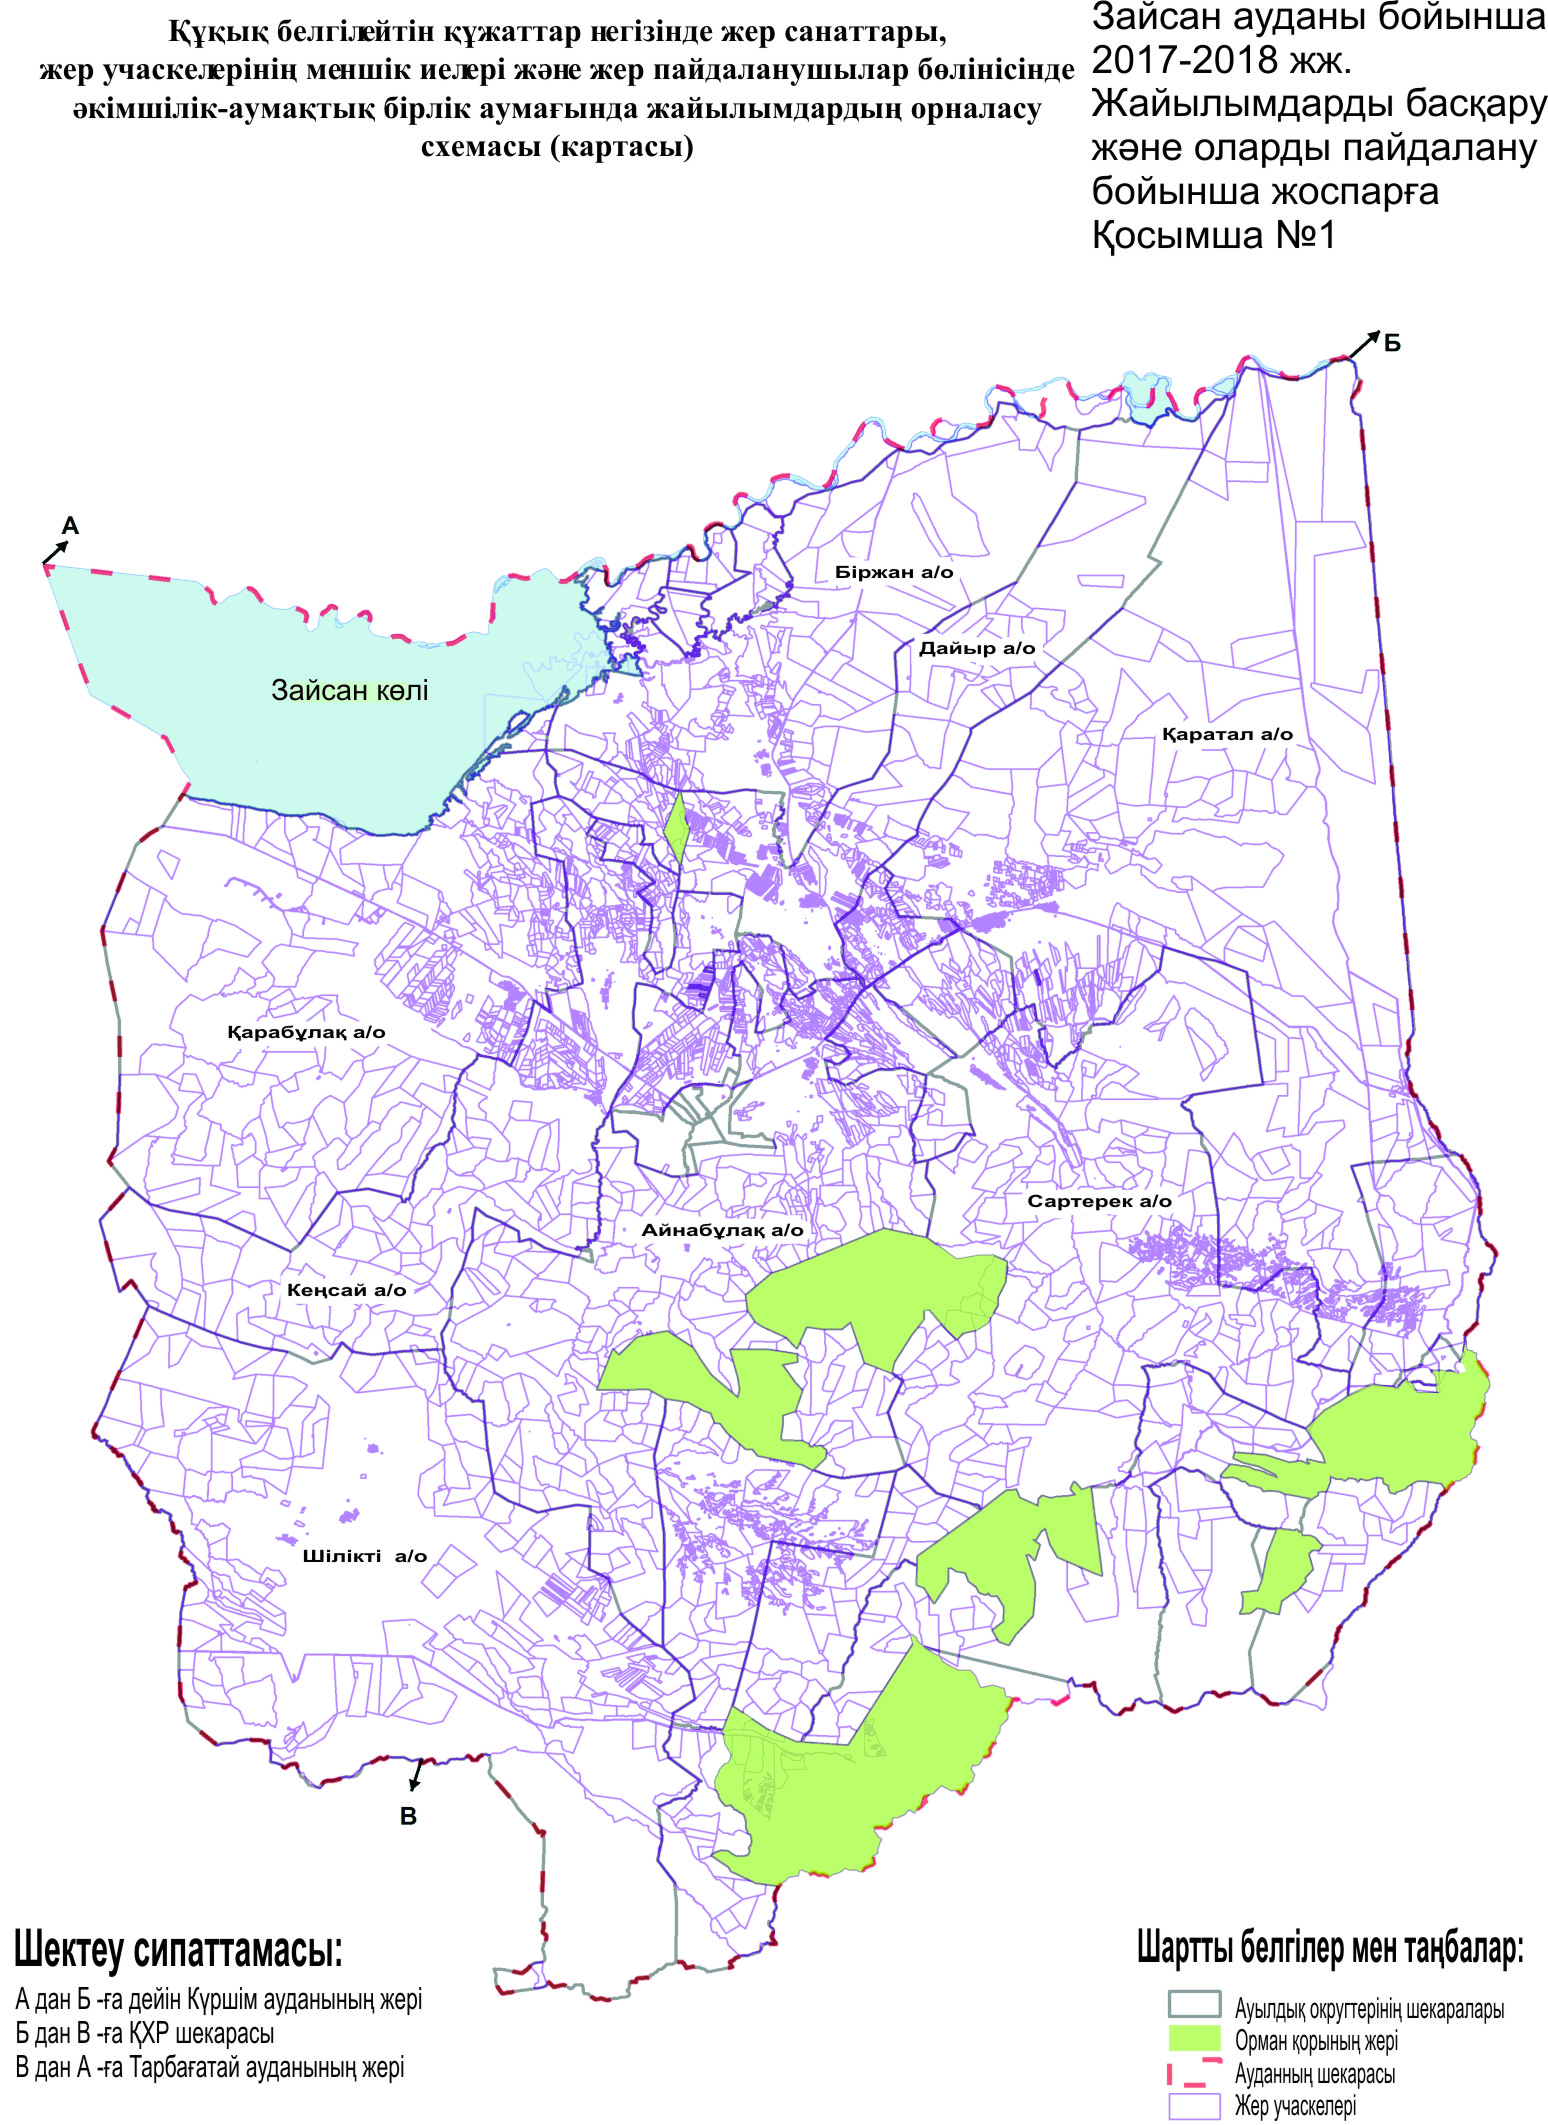 Құқық белгілейтін құжаттар негізінде жер санаттары,
жер учаскелерінің меншік иелері және жер пайдаланушылар бөлінісінде
әкімшілік-аумақтық бірлік аумағында жайылымдардың орналасу
схемасы (картасы)
Зайсан ауданы бойынша
2017-2018 жж.
Жайылымдарды басқару
және оларды пайдалану
бойынша жоспарға
Қосымша №1
Б
А
Біржан а/о
Дайыр а/о
Зайсан көлі
Қаратал а/о
Қарабұлақ а/о
Сартерек а/о
Айнабұлақ а/о
Кеңсай а/о
Шілікті а/о
В
Шектеу сипаттамасы:
А дан Б -ға дейін Күршім ауданының жері
Б дан В -ға ҚХР шекарасы
В дан А -ға Тарбағатай ауданының жері
Шартты белгілер мен таңбалар:
Ауылдық округтерінің шекаралары
Орман қорының жері
Ауданның шекарасы
Жер учаскелері